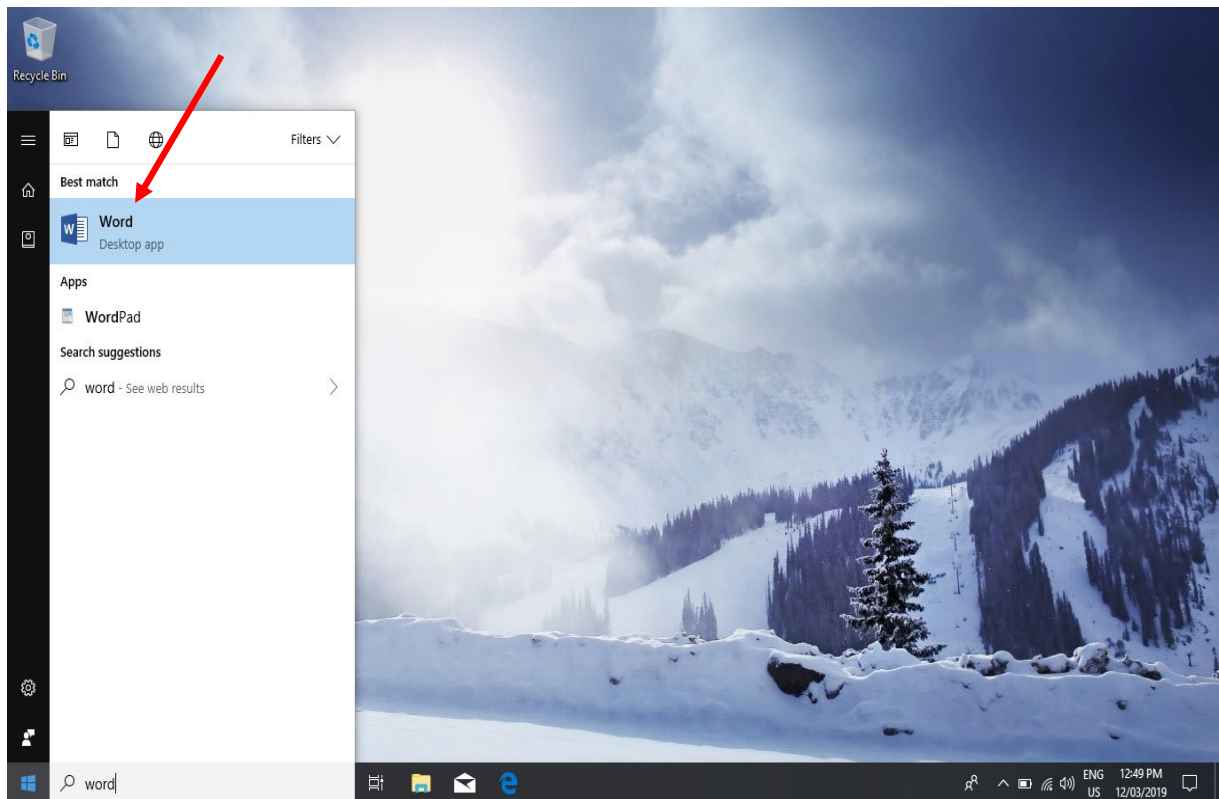 Recycle Bin
Filters
Best match
W
Word
Desktop app
Apps
WordPad
Search suggestions
word - See web results
word
ENG
US
12:49 PM
12/03/2019